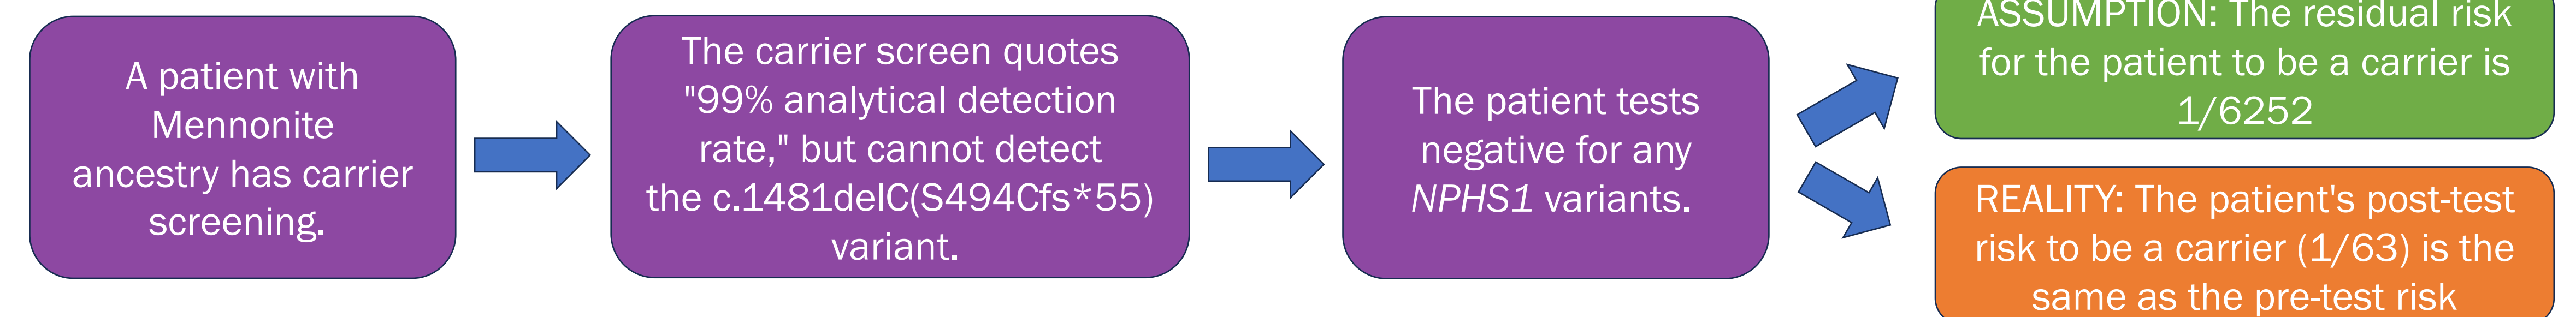 A patient with
Mennonite
ancestry has carrier
screening.
The carrier screen quotes
"99% analytical detection
rate," but cannot detect
the c.1481delC(S494Cfs*55)
variant.
The patient tests
negative for any
NPHS1 variants.
ASSUMPTION: The residual risk
for the patient to be a carrier is
1/6252
REALITY: The patient's post-test
risk to be a carrier (1/63) is the
same as the pre-test risk